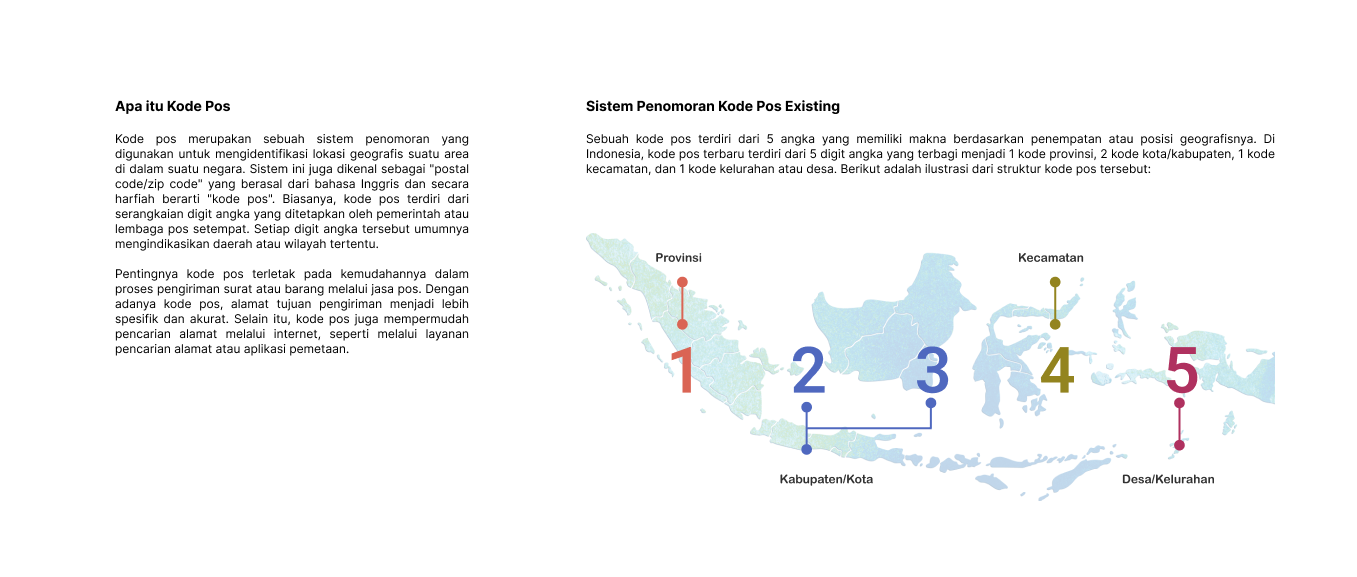 Apa itu Kode Pos
Kode pos merupakan sebuah sistem penomoran yang
digunakan untuk mengidentifikasi lokasi geografis suatu area
di dalam suatu negara. Sistem ini juga dikenal sebagai "postal
code/zip code" yang berasal dari bahasa Inggris dan secara
harfiah berarti "kode pos". Biasanya, kode pos terdiri dari
serangkaian digit angka yang ditetapkan oleh pemerintah atau
lembaga pos setempat. Setiap digit angka tersebut umumnya
mengindikasikan daerah atau wilayah tertentu.
Pentingnya kode pos terletak pada kemudahannya dalam
proses pengiriman surat atau barang melalui jasa pos. Dengan
adanya kode pos, alamat tujuan pengiriman menjadi lebih
spesifik dan akurat. Selain itu, kode pos juga mempermudah
pencarian alamat melalui internet, seperti melalui layanan
pencarian alamat atau aplikasi pemetaan.
Sistem Penomoran Kode Pos Existing
Sebuah kode pos terdiri dari 5 angka yang memiliki makna berdasarkan penempatan atau posisi geografisnya. Di
Indonesia, kode pos terbaru terdiri dari 5 digit angka yang terbagi menjadi 1 kode provinsi, 2 kode kota/kabupaten, 1 kode
kecamatan, dan 1 kode kelurahan atau desa. Berikut adalah ilustrasi dari struktur kode pos tersebut:
Provinsi
Kecamatan
1
2
3
4
5
Kabupaten/Kota
Desa/Kelurahan